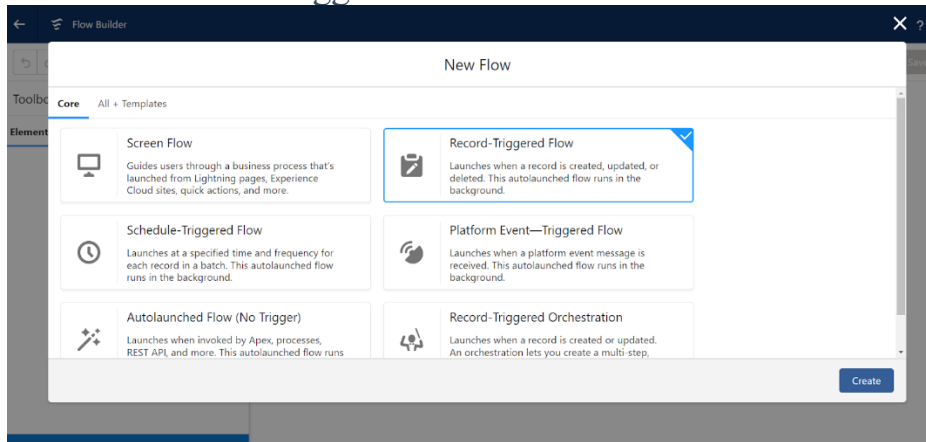 Flow Builder
?
New Flow
Save
Toolbo
Core All + Templates
Element
Screen Flow
Guides users through a business process that's
launched from Lightning pages, Experience
Cloud sites, quick actions, and more.
Record-Triggered Flow
Launches when a record is created, updated, or
deleted. This autolaunched flow runs in the
background.
Schedule-Triggered Flow
Launches at a specified time and frequency for
each record in a batch. This autolaunched flow
runs in the background.
Platform Event—Triggered Flow
Launches when a platform event message is
received. This autolaunched flow runs in the
background.
Autolaunched Flow (No Trigger)
Launches when invoked by Apex, processes,
REST API, and more. This autolaunched flow runs
Record-Triggered Orchestration
Launches when a record is created or updated.
An orchestration lets you create a multi-step,
Create